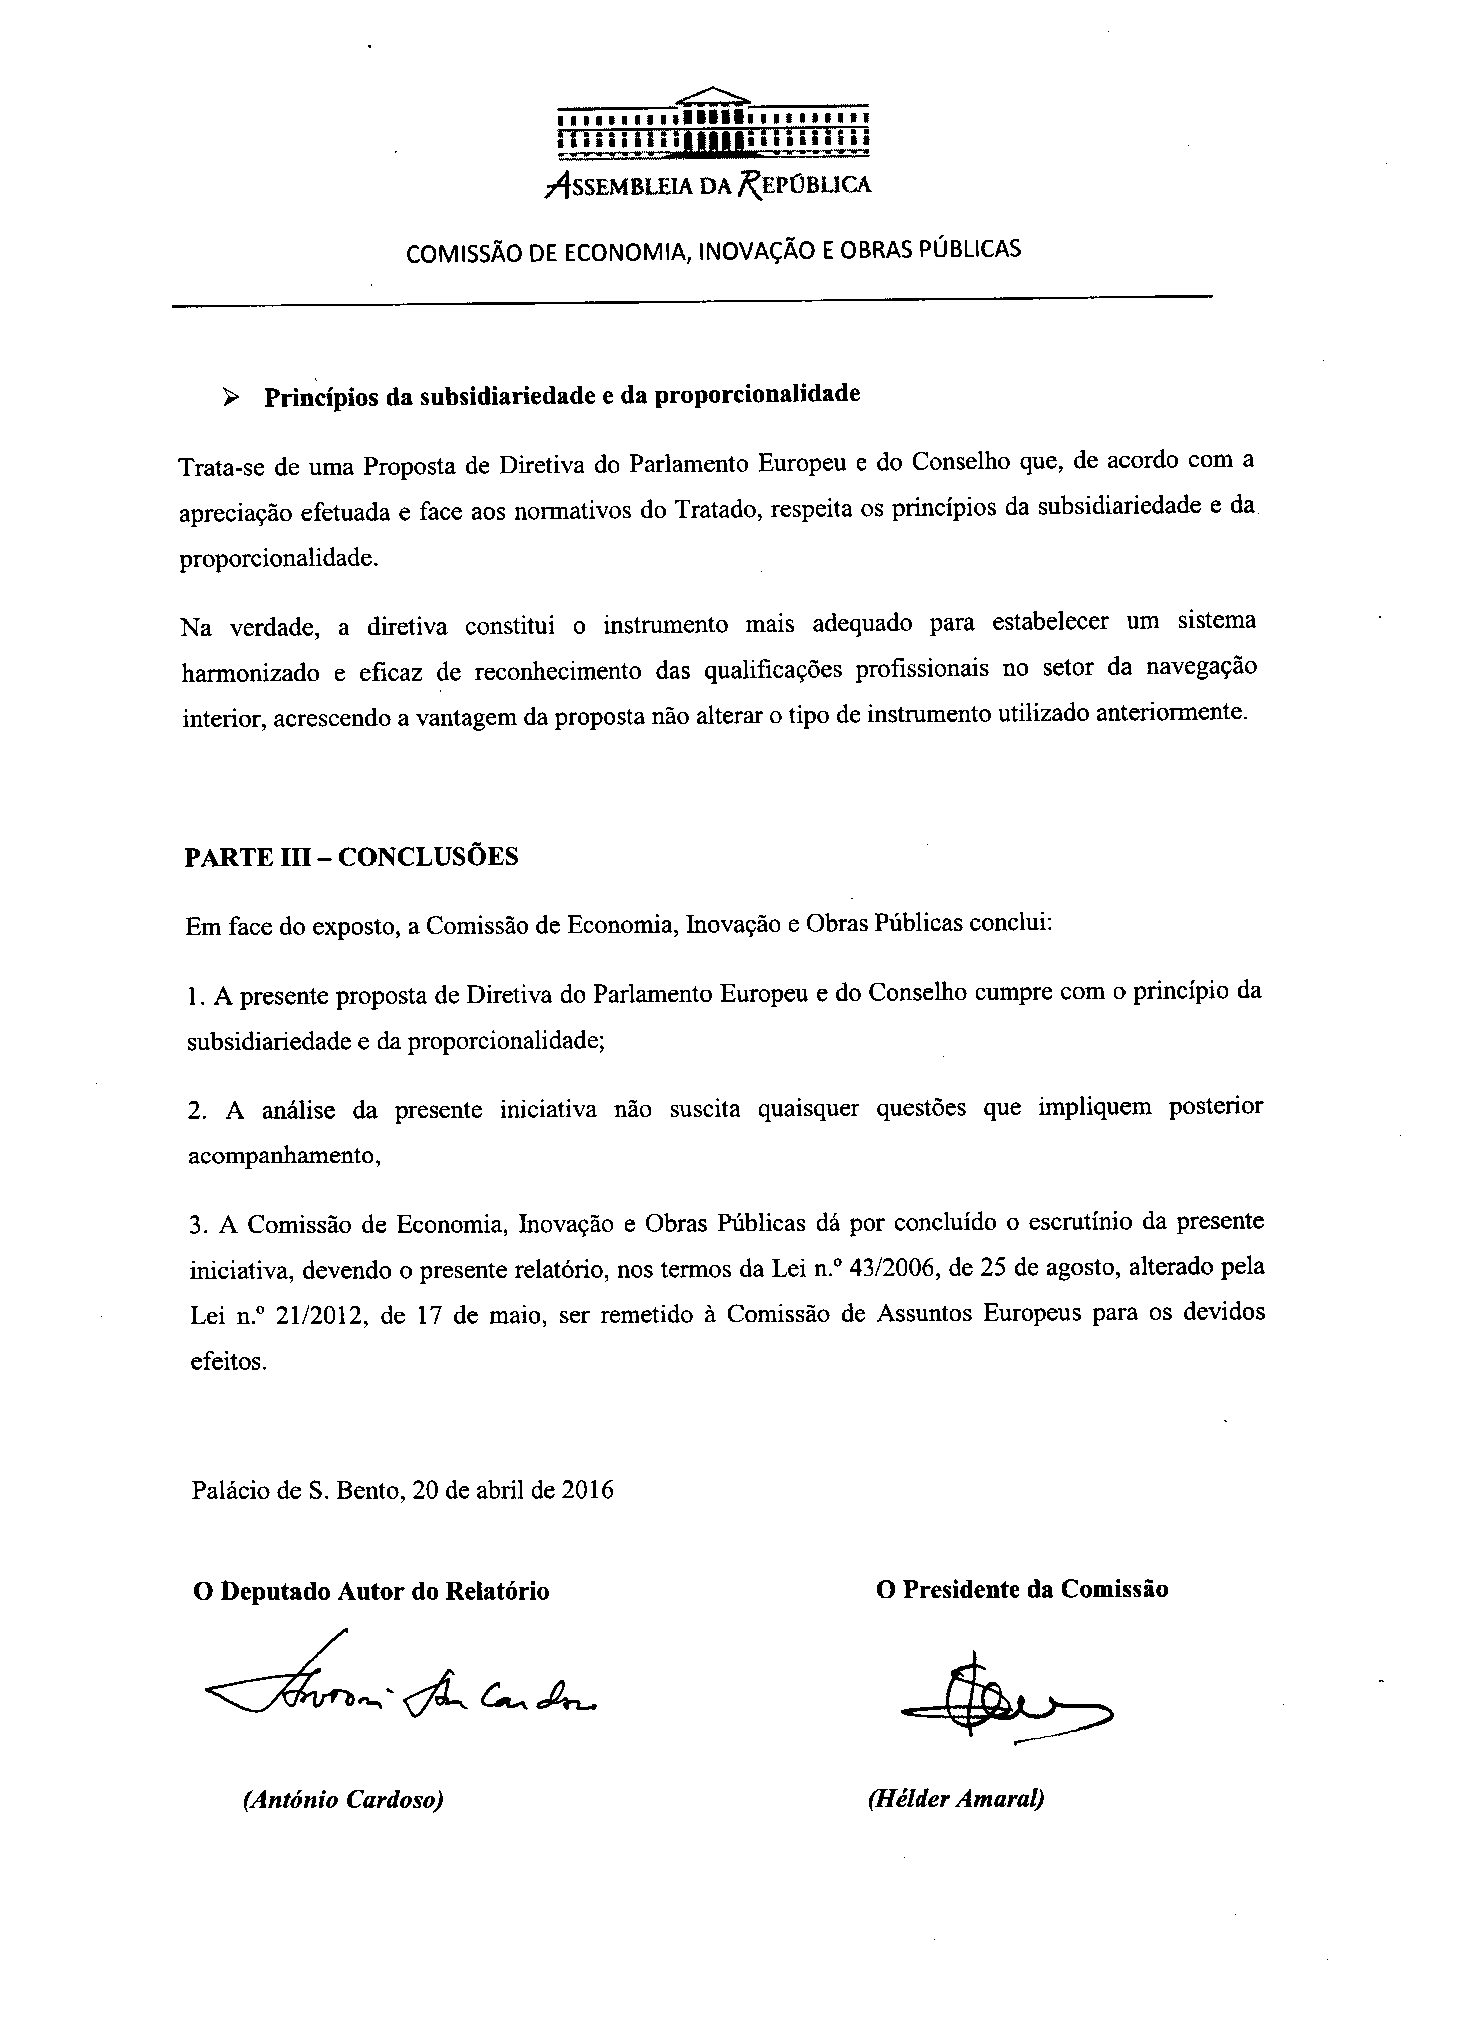 ASSEMBLEIA DA REPÚBLICA
COMISSÃO DE ECONOMIA, INOVAÇÃO E OBRAS PÚBLICAS
➢ Princípios da subsidiariedade e da proporcionalidade
Trata-se de uma Proposta de Diretiva do Parlamento Europeu e do Conselho que, de acordo com a
apreciação efetuada e face aos normativos do Tratado, respeita os princípios da subsidiariedade e da
proporcionalidade.
Na verdade, a diretiva constitui o instrumento mais adequado para estabelecer um sistema
harmonizado e eficaz de reconhecimento das qualificações profissionais no setor da navegação
interior, acrescendo a vantagem da proposta não alterar o tipo de instrumento utilizado anteriormente.
PARTE III – CONCLUSÕES
Em face do exposto, a Comissão de Economia, Inovação e Obras Públicas conclui:
1. A presente proposta de Diretiva do Parlamento Europeu e do Conselho cumpre com o princípio da
subsidiariedade e da proporcionalidade;
2. A análise da presente iniciativa não suscita quaisquer questões que impliquem posterior
acompanhamento,
3. A Comissão de Economia, Inovação e Obras Públicas dá por concluído o escrutínio da presente
iniciativa, devendo o presente relatório, nos termos da Lei n.º 43/2006, de 25 de agosto, alterado pela
Lei n.º 21/2012, de 17 de maio, ser remetido à Comissão de Assuntos Europeus para os devidos
efeitos.
Palácio de S. Bento, 20 de abril de 2016
O Deputado Autor do Relatório
O Presidente da Comissão
(António Cardoso)
(Hélder Amaral)